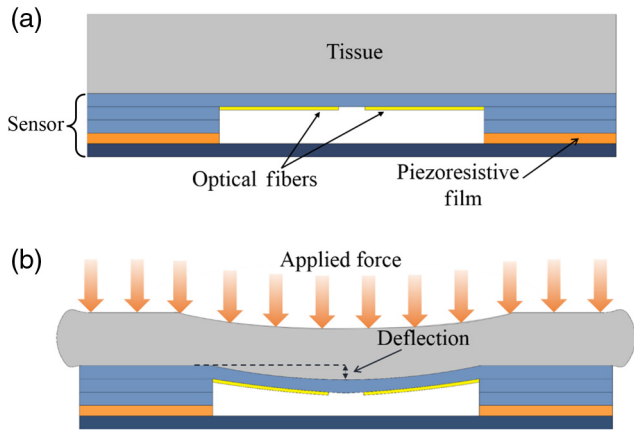 (a)
Tissue
Sensor
Optical fibers
Piezoresistive
film
(b)
Applied force
Deflection